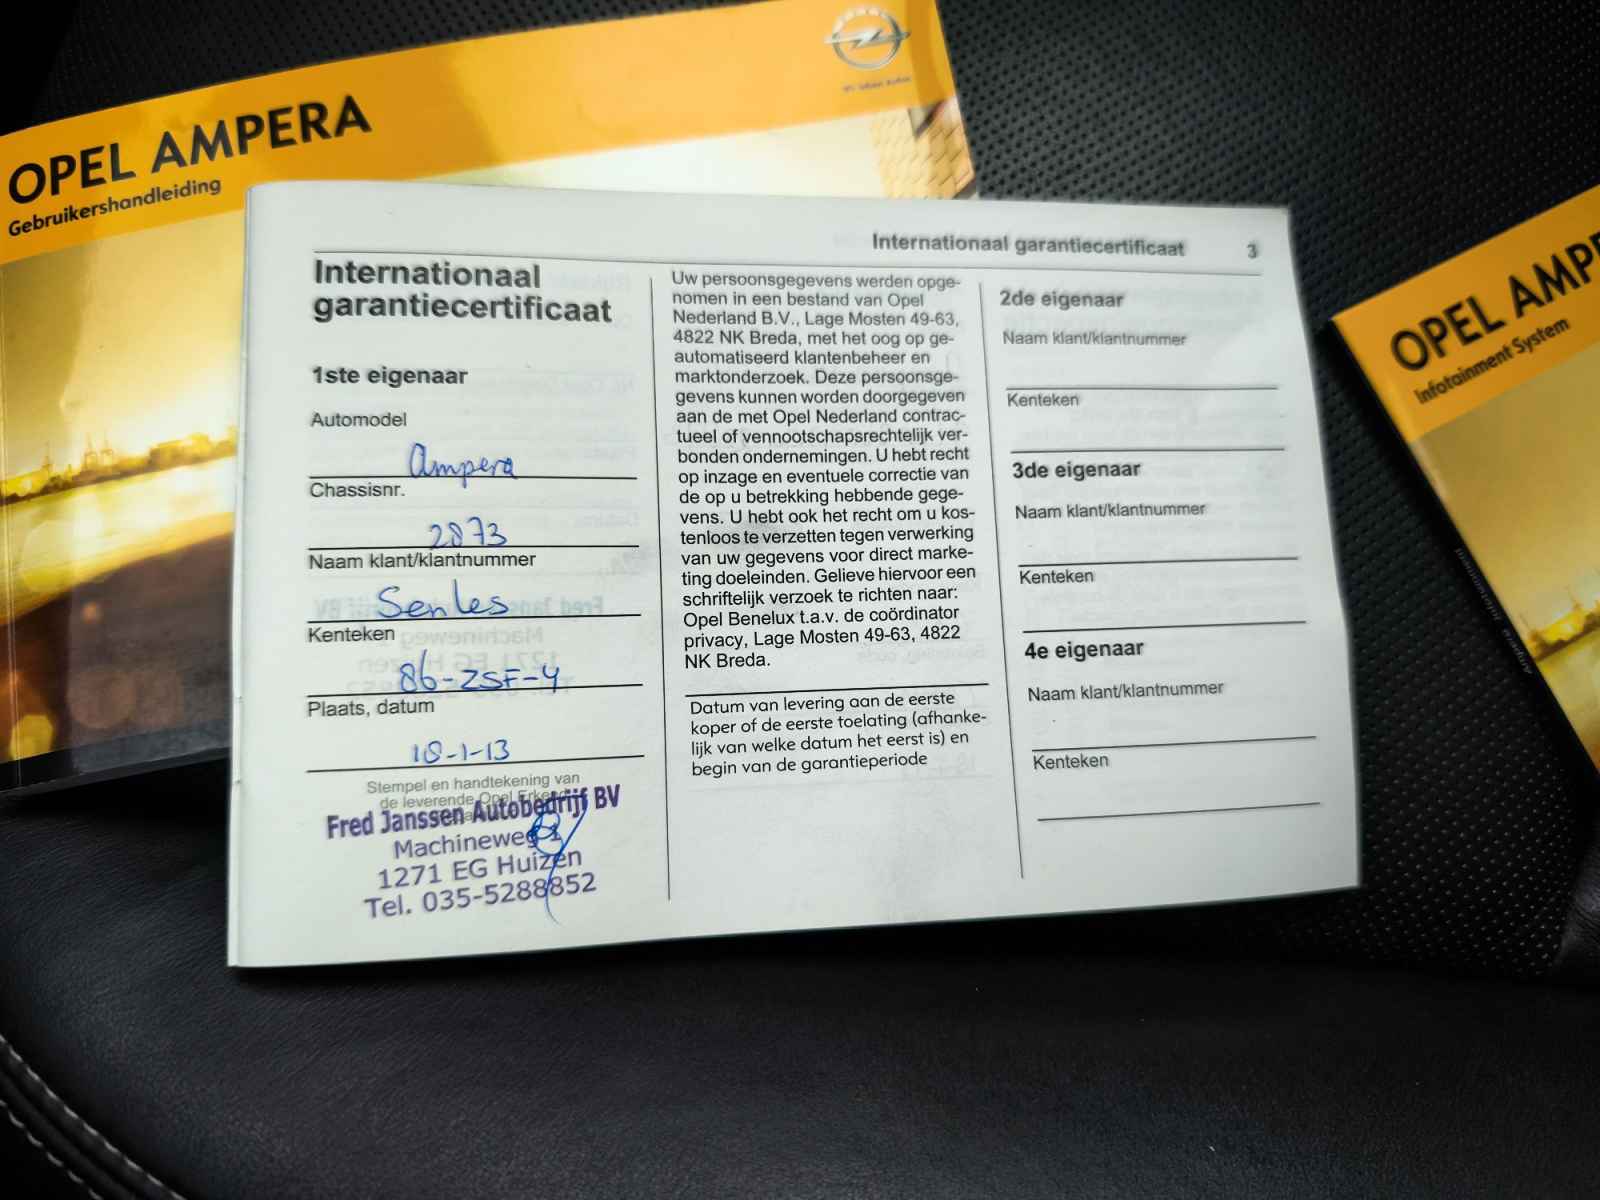 OPEL AMPERA
Gebruikershandleiding
Internationaal garantiecertificaat 3
Internationaal
garantiecertificaat
1ste eigenaar
Automodel
Ampera
Chassisnr.
2873
Naam klant/klantnummer
Senles
Kenteken
86-ZSF-4
Plaats, datum
18-1-13
Stempel en handtekening van
de leverende Opel Erkend
Fred Janssen Autobedrijf BV
Machineweg 1
1271 EG Huizen
Tel. 035-5288852
Uw persoonsgegevens werden opge-
nomen in een bestand van Opel
Nederland B.V., Lage Mosten 49-63,
4822 NK Breda, met het oog op ge-
automatiseerd klantenbeheer en
marktonderzoek. Deze persoonsge-
gevens kunnen worden doorgegeven
aan de met Opel Nederland contrac-
tueel of vennootschapsrechtelijk ver-
bonden ondernemingen. U hebt recht
op inzage en eventuele correctie van
de op u betrekking hebbende gege-
vens. U hebt ook het recht om u kos-
tenloos te verzetten tegen verwerking
van uw gegevens voor direct marke-
ting doeleinden. Gelieve hiervoor een
schriftelijk verzoek te richten naar:
Opel Benelux t.a.v. de coördinator
privacy, Lage Mosten 49-63, 4822
NK Breda.
Datum van levering aan de eerste
koper of de eerste toelating (afhanke-
lijk van welke datum het eerst is) en
begin van de garantieperiode
2de eigenaar
Naam klant/klantnummer
Kenteken
3de eigenaar
Naam klant/klantnummer
Kenteken
4e eigenaar
Naam klant/klantnummer
Kenteken
OPEL AMPE
Infotainment System